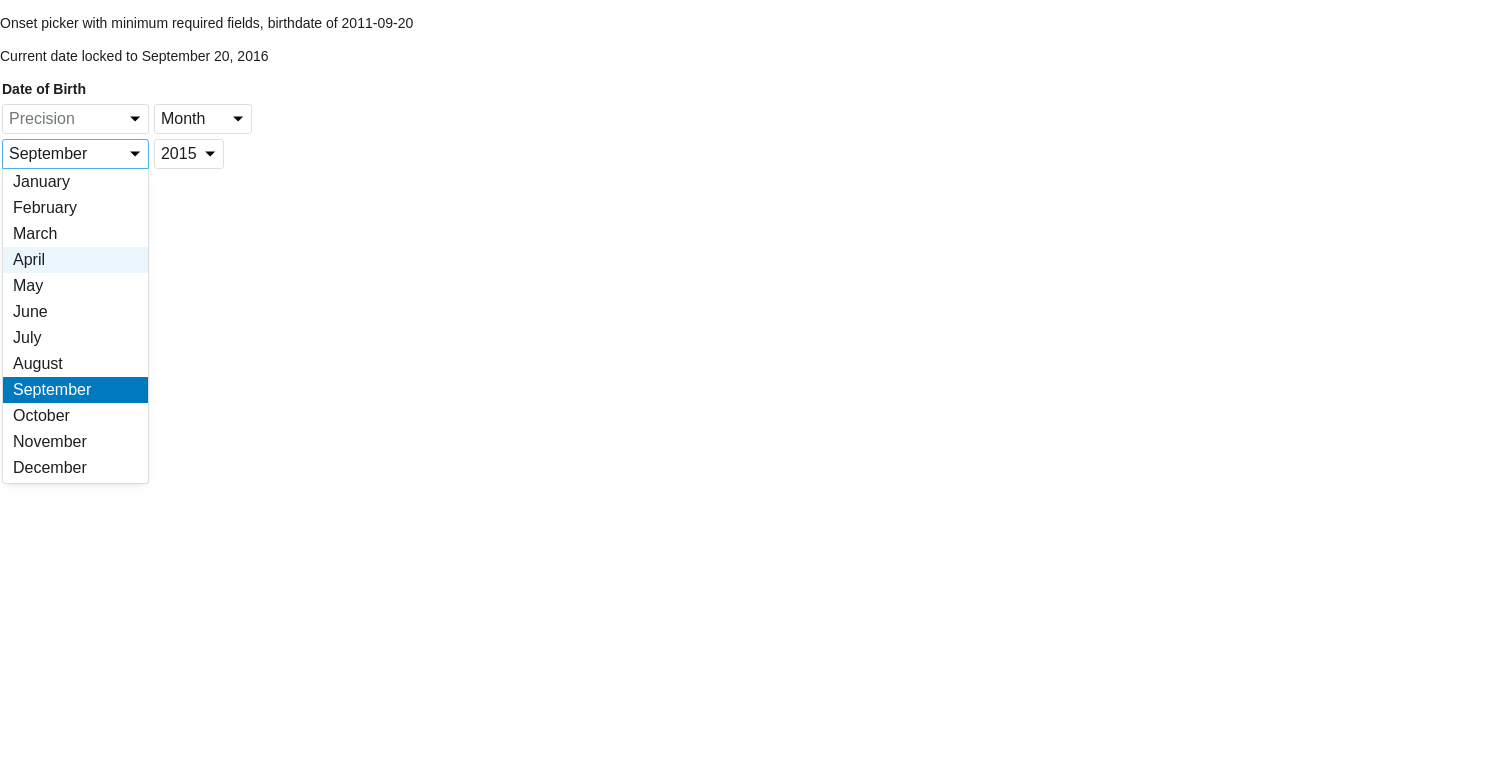 Onset picker with minimum required fields, birthdate of 2011-09-20
Current date locked to September 20, 2016
Date of Birth
Precision Month
September 2015
January
February
March
April
May
June
July
August
September
October
November
December